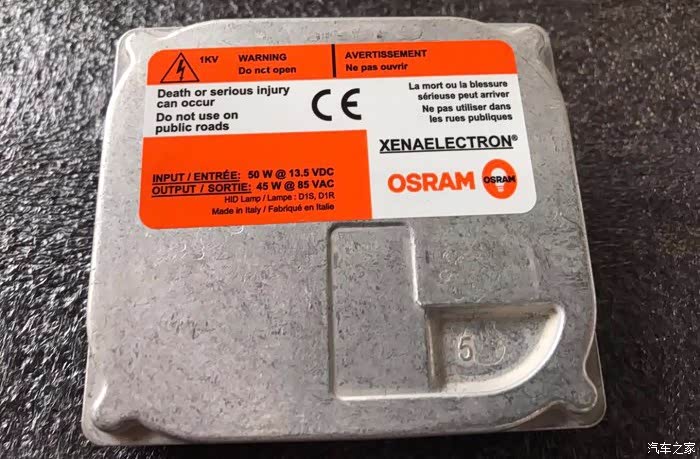 1KV
WARNING
Do not open
AVERTISSEMENT
Ne pas ouvrir
Death or serious injury
can occur
Do not use on
public roads
CE
La mort ou la blessure
sérieuse peut arriver
Ne pas utiliser dans
les rues publiques
XENAELECTRON®
INPUT / ENTRÉE: 50 W @ 13.5 VDC
OUTPUT / SORTIE: 45 W @ 85 VAC
HID Lamp / Lampe : D1S, D1R
Made in Italy / Fabriqué en Italie
OSRAM
OSRAM
5
汽车之家